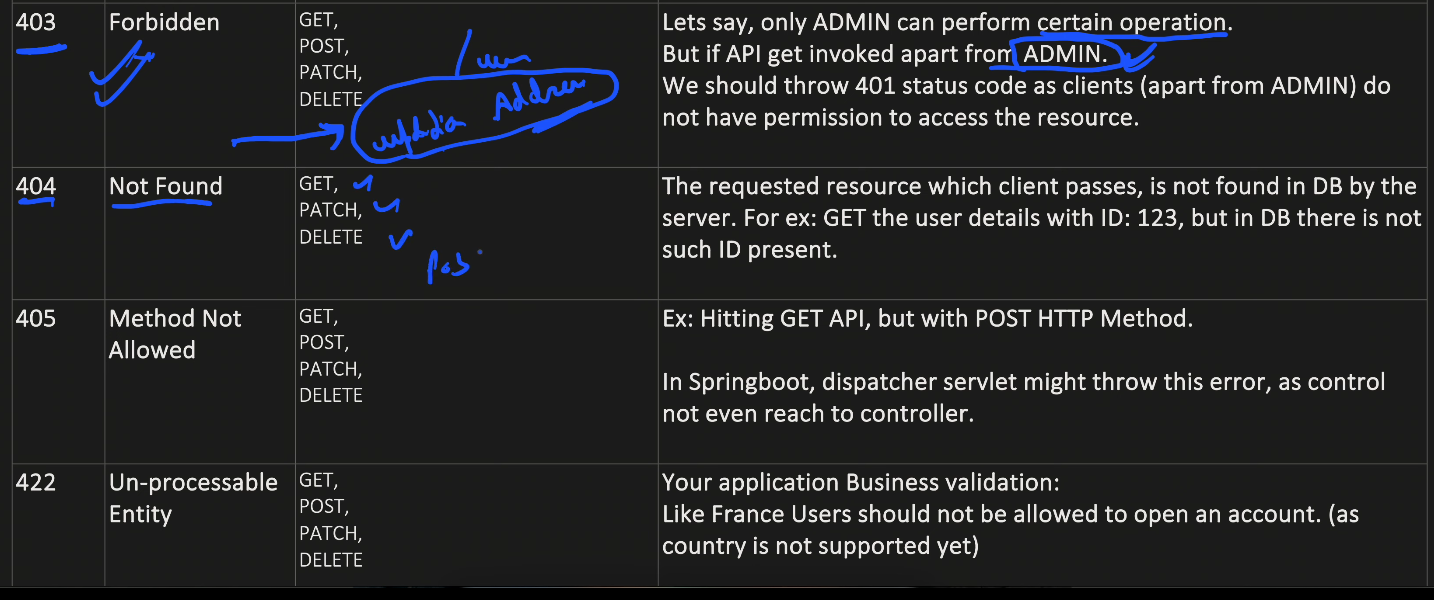 403
Forbidden
GET,
POST,
PATCH,
DELETE
Lets say, only ADMIN can perform certain operation.
But if API get invoked apart from ADMIN.
We should throw 401 status code as clients (apart from ADMIN) do
not have permission to access the resource.
Address
404
Not Found
GET,
PATCH,
DELETE
Pos
The requested resource which client passes, is not found in DB by the
server. For ex: GET the user details with ID: 123, but in DB there is not
such ID present.
405
Method Not
Allowed
GET,
POST,
PATCH,
DELETE
Ex: Hitting GET API, but with POST HTTP Method.
In Springboot, dispatcher servlet might throw this error, as control
not even reach to controller.
422
Un-processable
Entity
GET,
POST,
PATCH,
DELETE
Your application Business validation:
Like France Users should not be allowed to open an account. (as
country is not supported yet)